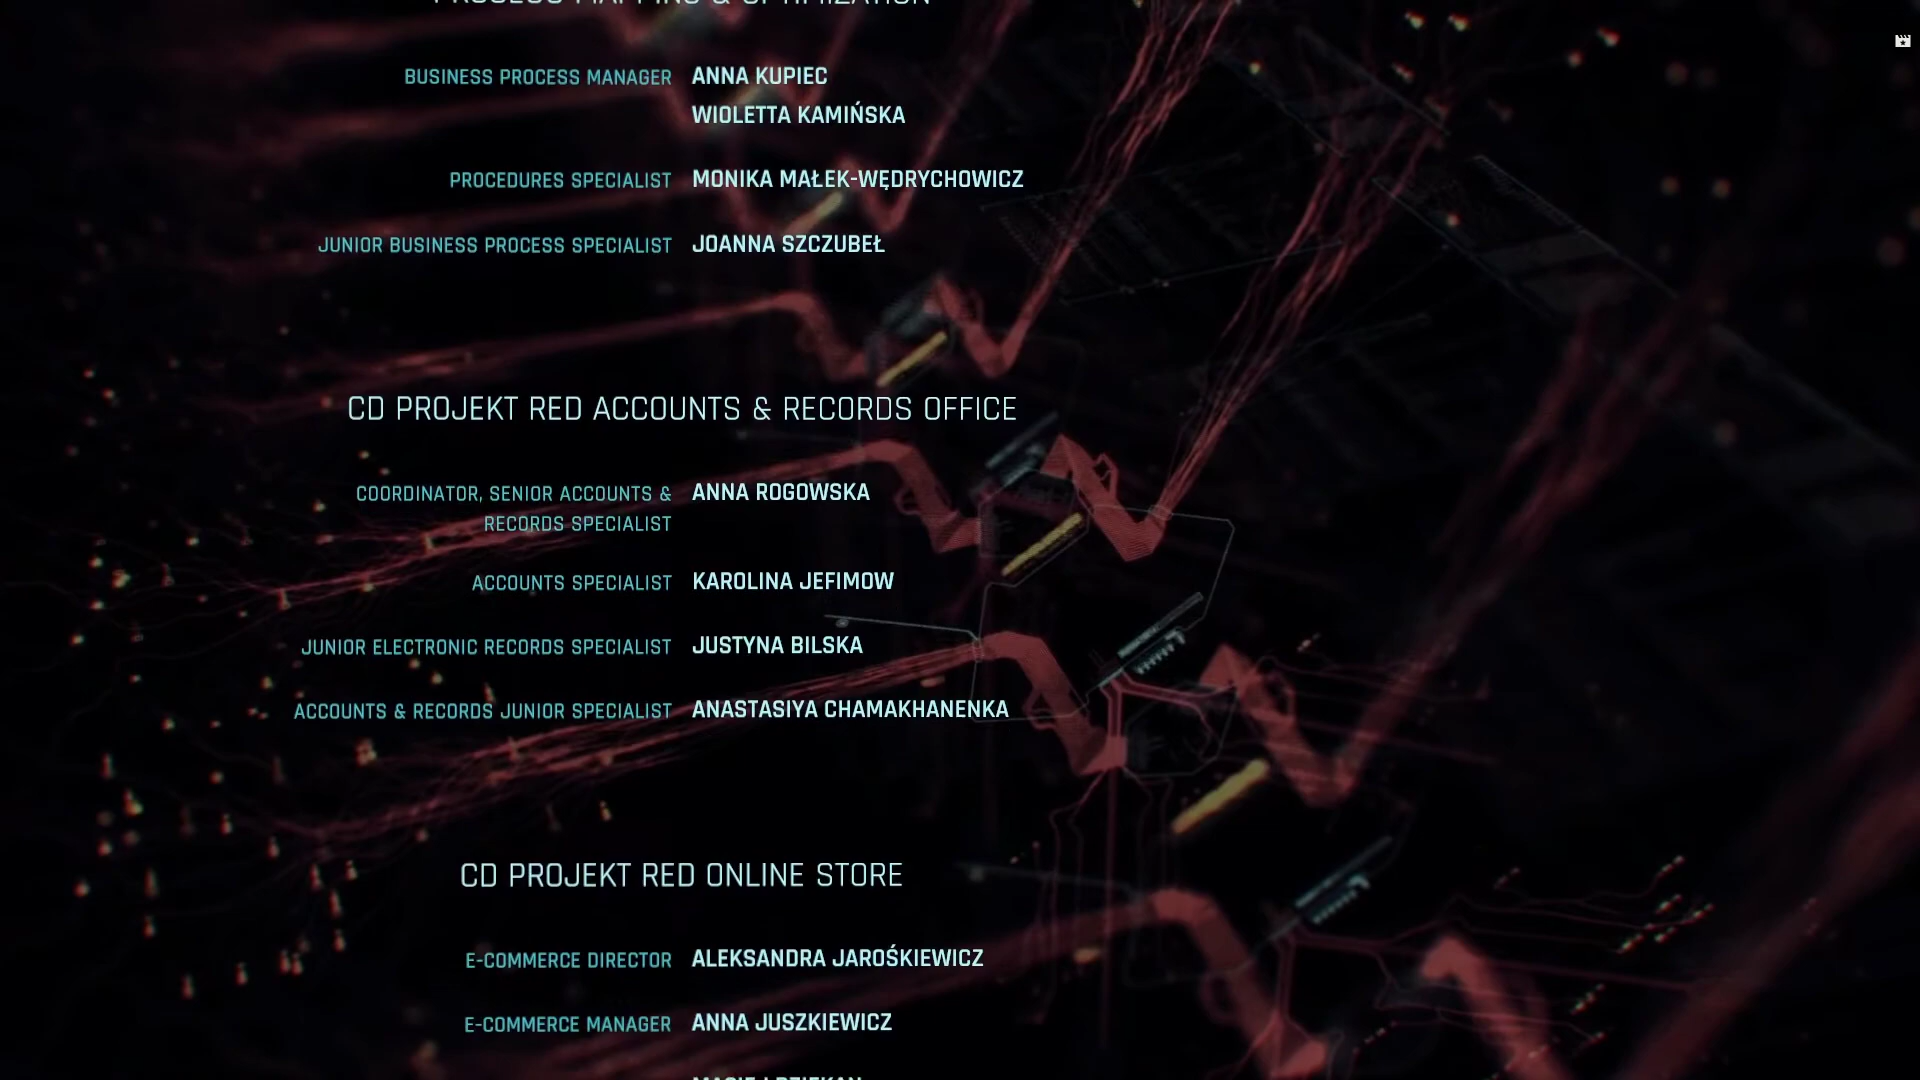 PROCESS MAPPING & OPTIMIZATION
BUSINESS PROCESS MANAGER ANNA KUPIEC
WIOLETTA KAMIŃSKA
PROCEDURES SPECIALIST MONIKA MAŁEK-WĘDRYCHOWICZ
JUNIOR BUSINESS PROCESS SPECIALIST JOANNA SZCZUBEŁ
CD PROJEKT RED ACCOUNTS & RECORDS OFFICE
COORDINATOR, SENIOR ACCOUNTS & ANNA ROGOWSKA
RECORDS SPECIALIST
ACCOUNTS SPECIALIST KAROLINA JEFIMOW
JUNIOR ELECTRONIC RECORDS SPECIALIST JUSTYNA BILSKA
ACCOUNTS & RECORDS JUNIOR SPECIALIST ANASTASIYA CHAMAKHANENKA
CD PROJEKT RED ONLINE STORE
E-COMMERCE DIRECTOR ALEKSANDRA JAROŚKIEWICZ
E-COMMERCE MANAGER ANNA JUSZKIEWICZ